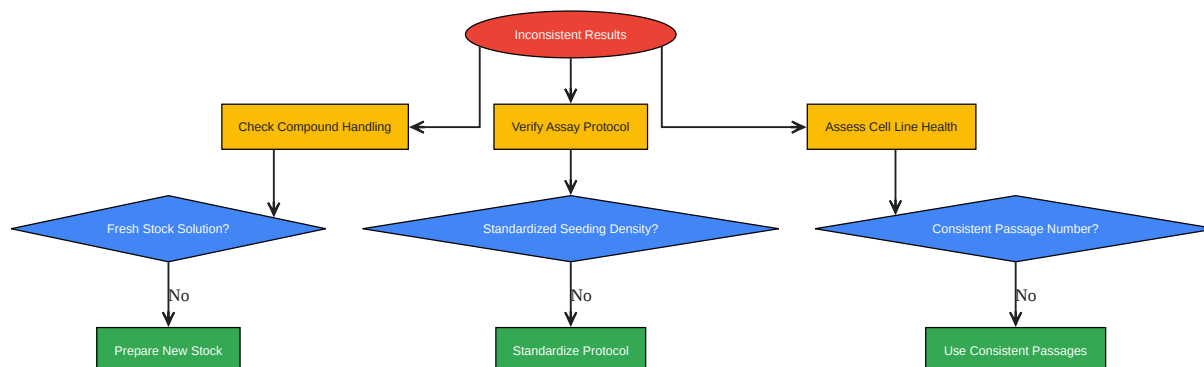 Inconsistent Results
Check Compound Handling
Verify Assay Protocol
Assess Cell Line Health
Fresh Stock Solution?
Standardized Seeding Density?
Consistent Passage Number?
No
No
No
Prepare New Stock
Standardize Protocol
Use Consistent Passages